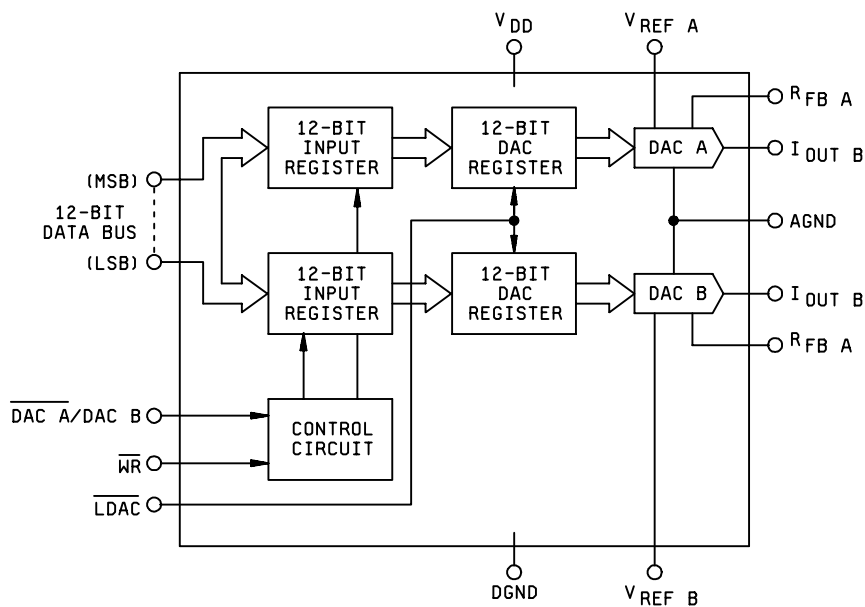 V DD
V REF A
R FB A
12-BIT
INPUT
REGISTER
12-BIT
DAC
REGISTER
DAC A
I OUT B
(MSB)
12-BIT
DATA BUS
(LSB)
AGND
12-BIT
INPUT
REGISTER
12-BIT
DAC
REGISTER
DAC B
I OUT B
R FB A
DAC A/DAC B
CONTROL
CIRCUIT
WR
LDAC
DGND
V REF B